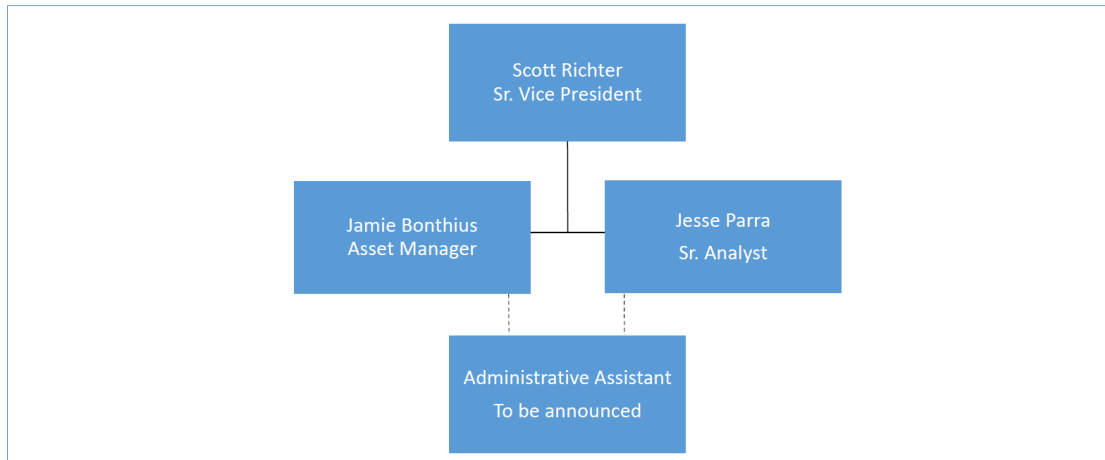 Scott Richter
Sr. Vice President
Jamie Bonthius
Asset Manager
Jesse Parra
Sr. Analyst
Administrative Assistant
To be announced